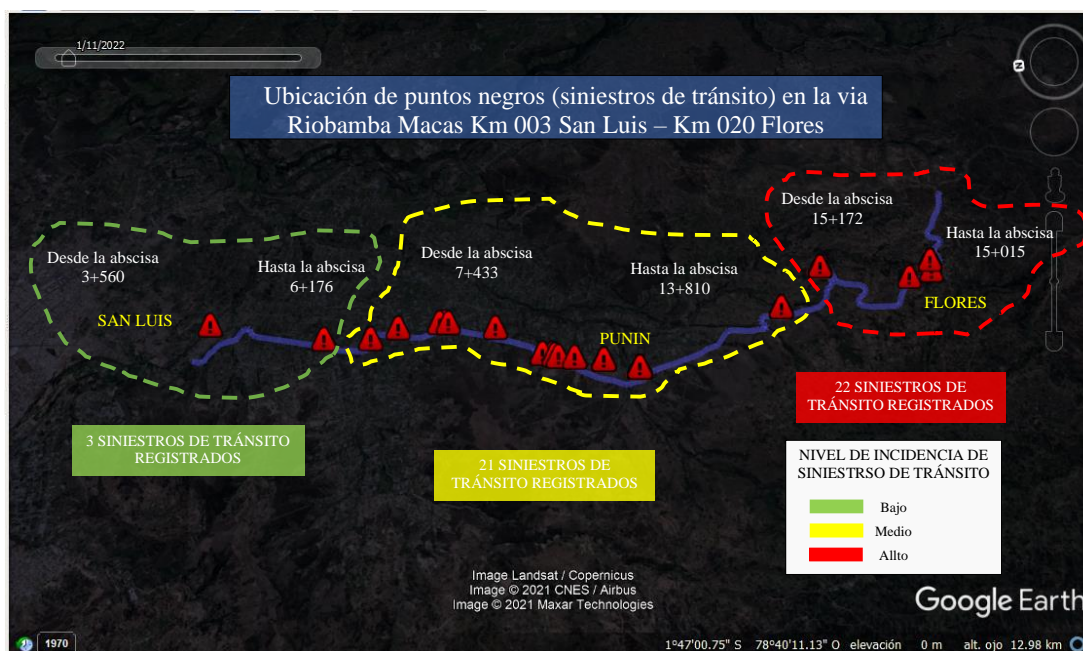 1/11/2022
Ubicación de puntos negros (siniestros de tránsito) en la via
Riobamba Macas Km 003 San Luis – Km 020 Flores
Desde la abscisa
3+560
Hasta la abscisa
6+176
Desde la abscisa
7+433
Hasta la abscisa
13+810
Desde la abscisa
15+172
Hasta la abscisa
15+015
SAN LUIS
PUNIN
FLORES
3 SINIESTROS DE TRÁNSITO
REGISTRADOS
21 SINIESTROS DE
TRÁNSITO REGISTRADOS
22 SINIESTROS DE
TRÁNSITO REGISTRADOS
NIVEL DE INCIDENCIA DE
SINIESTRSO DE TRÁNSITO
Bajo
Medio
Allto
Image Landsat / Copernicus
Image © 2021 CNES / Airbus
Image © 2021 Maxar Technologies
Google Earth
1970
1°47'00.75" S 78°40'11.13" O elevación 0 m alt. ojo 12.98 km